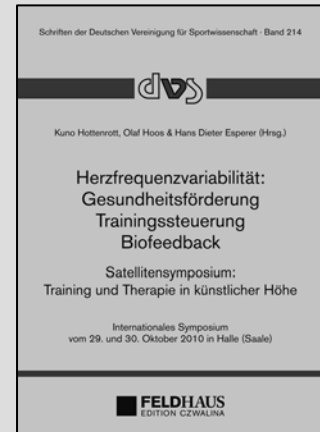 Schriften der Deutschen Vereinigung für Sportwissenschaft · Band 214
dvs
Kuno Hottenrott, Olaf Hoos & Hans Dieter Esperer (Hrsg.)
Herzfrequenzvariabilität:
Gesundheitsförderung
Trainingssteuerung
Biofeedback
Satellitensymposium:
Training und Therapie in künstlicher Höhe
Internationales Symposium
vom 29. und 30. Oktober 2010 in Halle (Saale)
FELDHAUS
EDITION CZWALINA